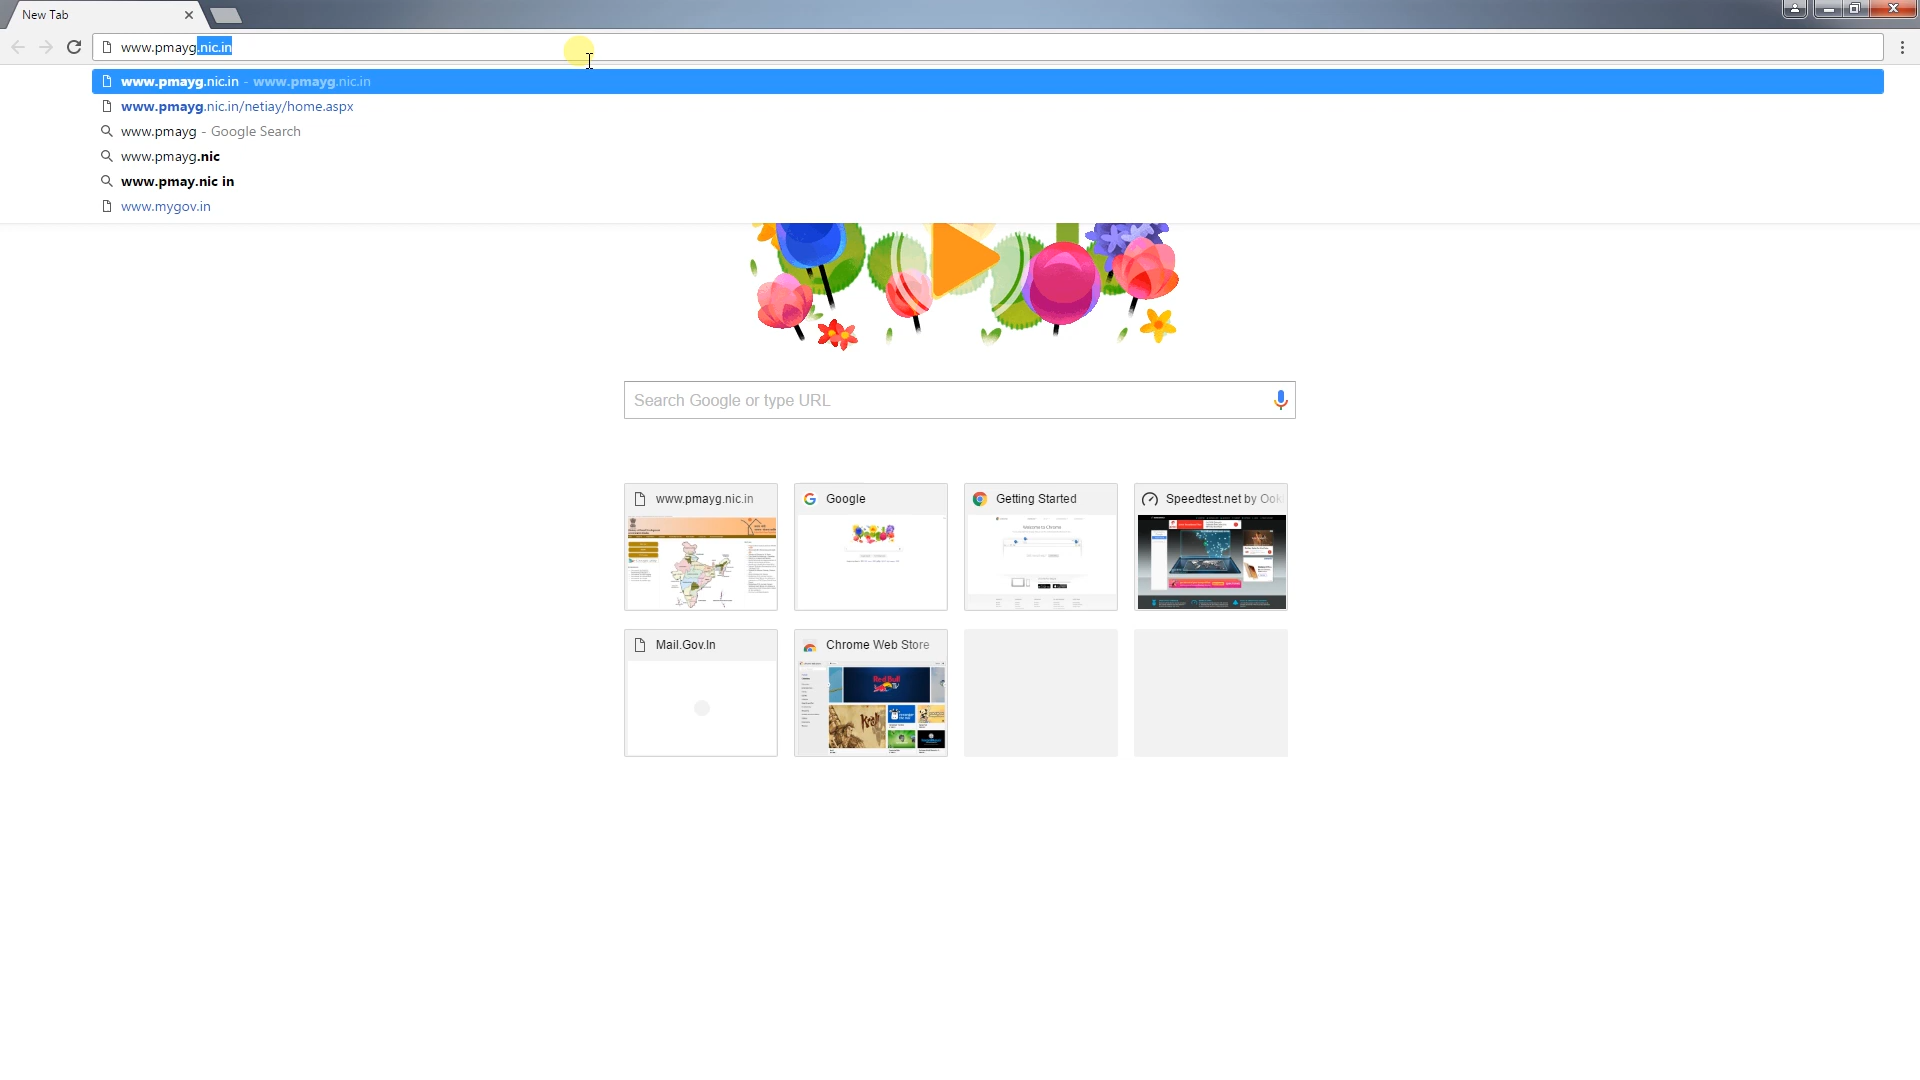 New Tab
www.pmayg.nic.in
www.pmayg.nic.in - www.pmayg.nic.in
www.pmayg.nic.in/netiay/home.aspx
www.pmayg - Google Search
www.pmayg.nic
www.pmay.nic in
www.mygov.in
Search Google or type URL
www.pmayg.nic.in
Google
Getting Started
Speedtest.net by Ook
Mail.Gov.In
Chrome Web Store